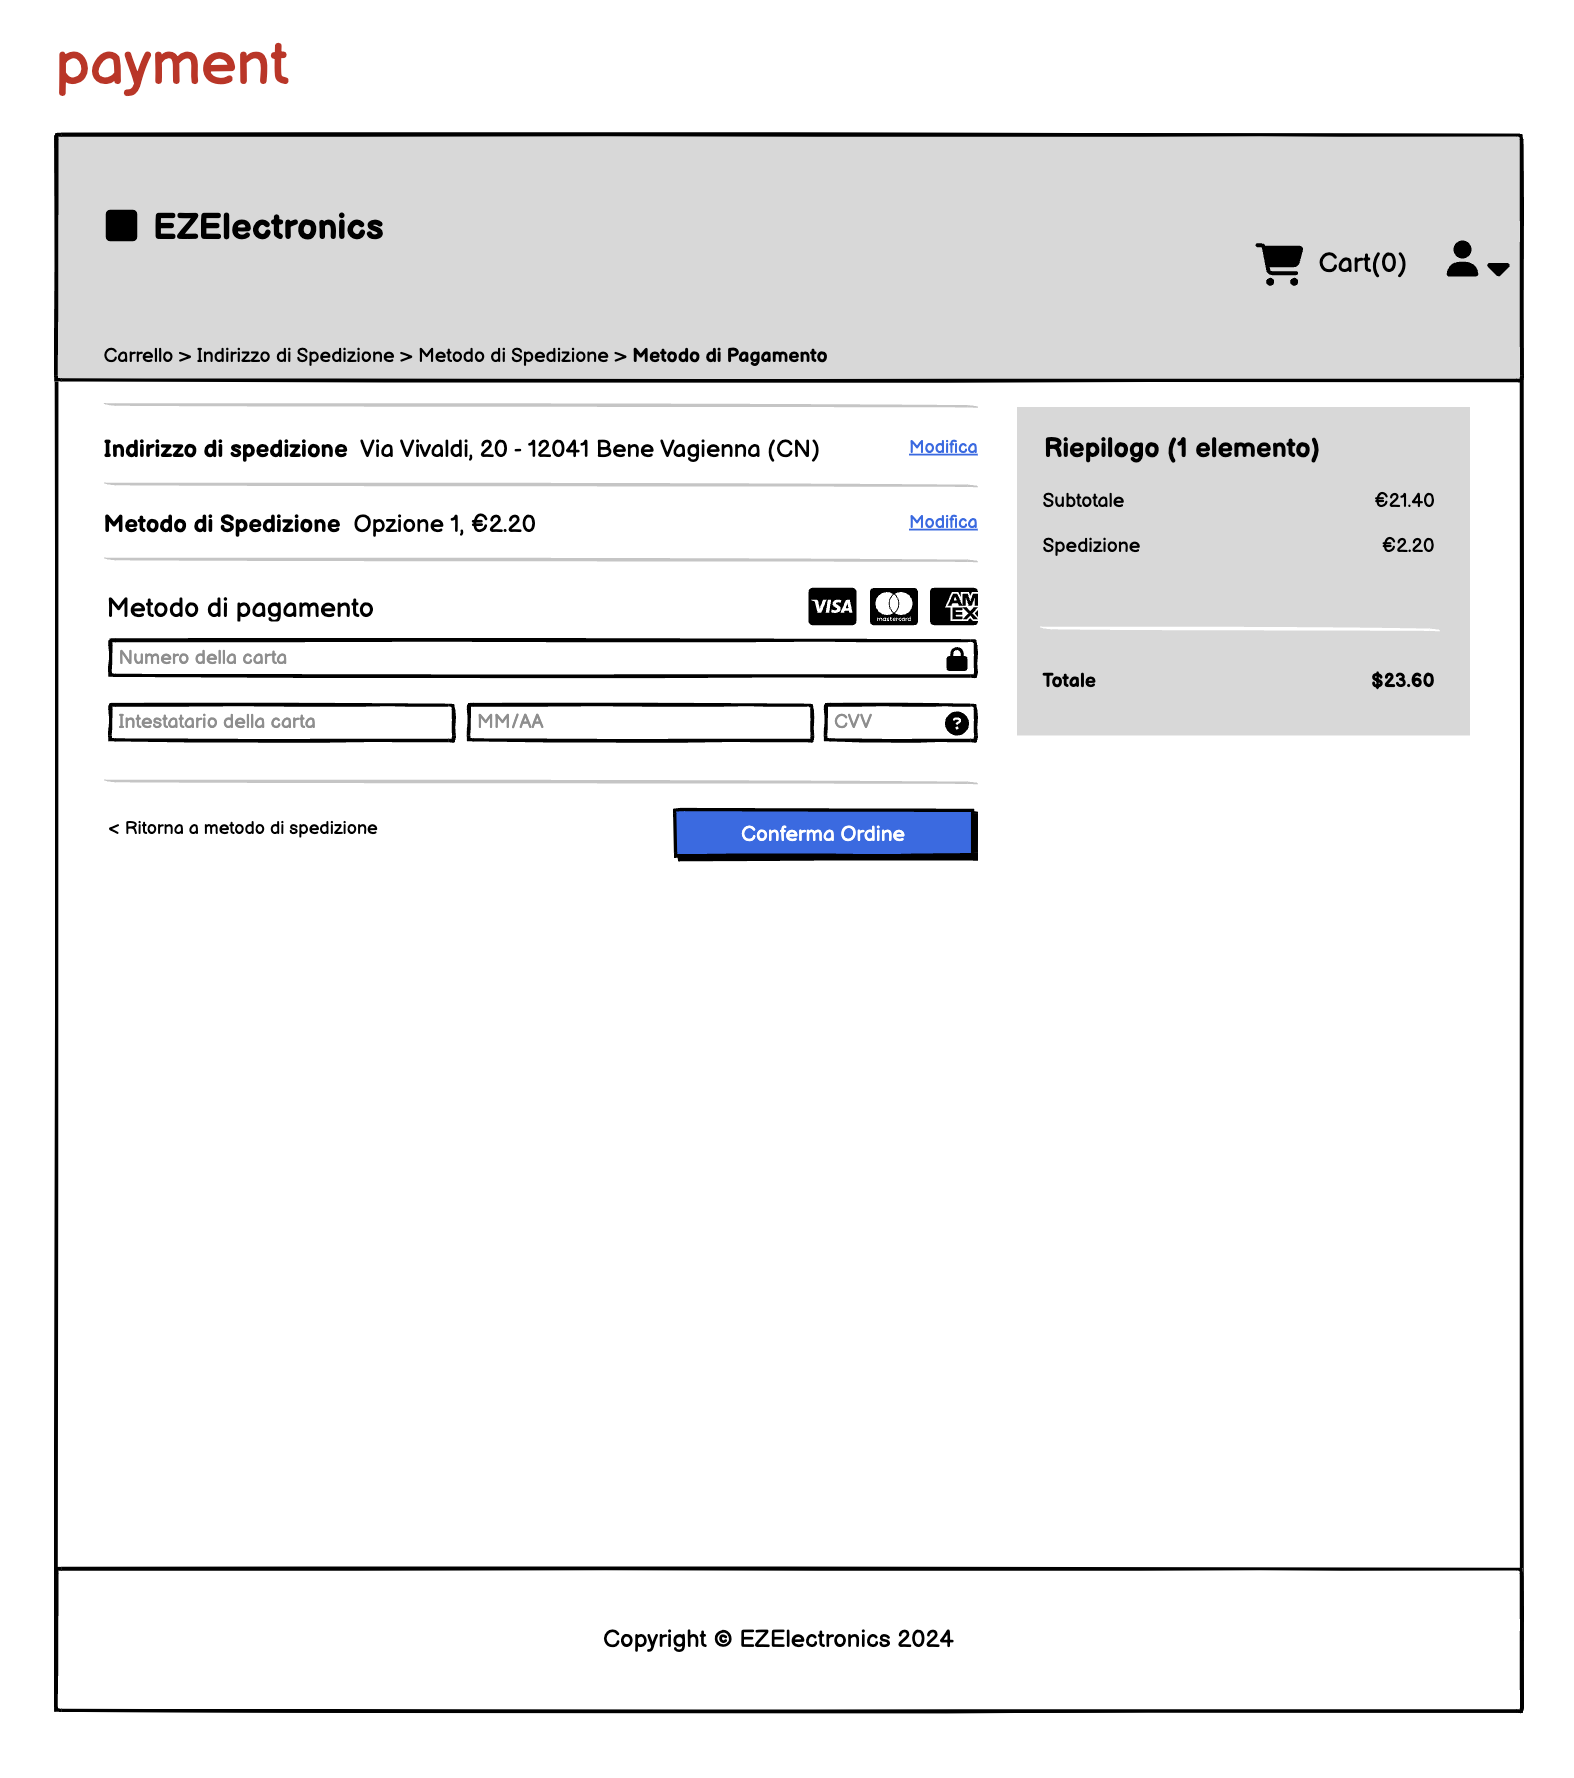 payment
EZElectronics
Cart(0)
Carrello > Indirizzo di Spedizione > Metodo di Spedizione > Metodo di Pagamento
Indirizzo di spedizione Via Vivaldi, 20 - 12041 Bene Vagienna (CN) Modifica
Metodo di Spedizione Opzione 1, €2.20 Modifica
Metodo di pagamento VISA mastercard AM EX
Numero della carta
Intestatario della carta MM/AA CVV ?
< Ritorna a metodo di spedizione Conferma Ordine
Riepilogo (1 elemento)
Subtotale €21.40
Spedizione €2.20
Totale $23.60
Copyright © EZElectronics 2024